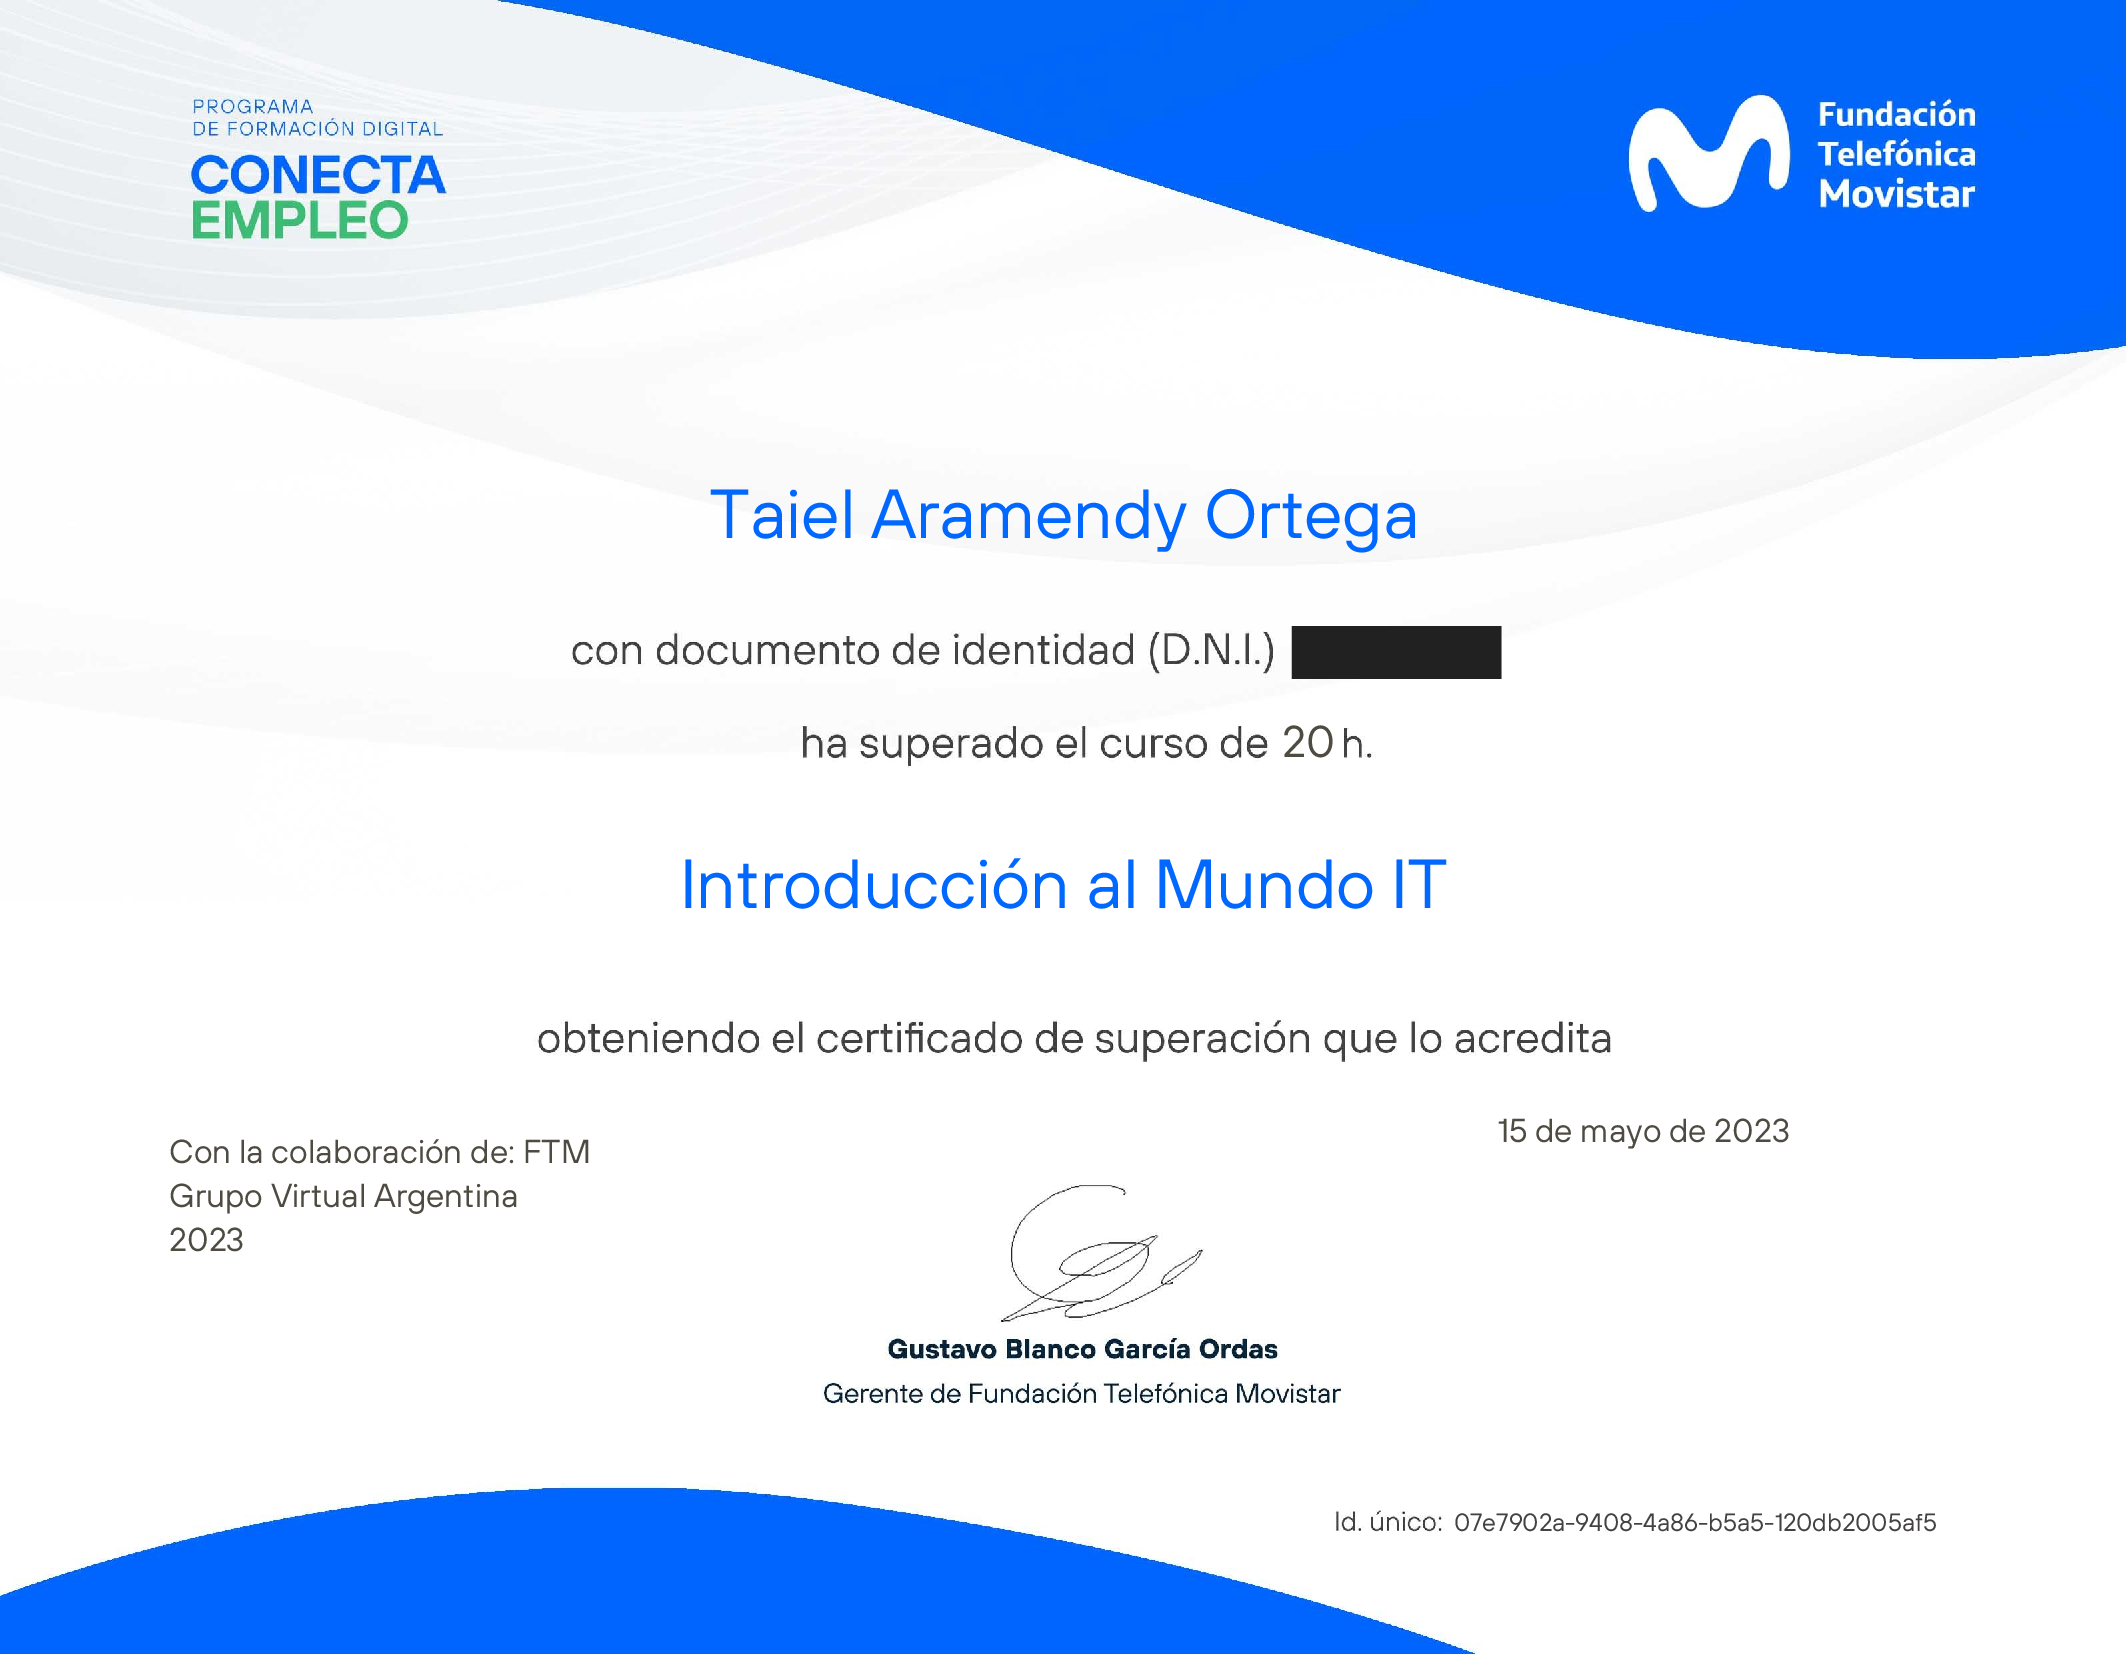 PROGRAMA
DE FORMACIÓN DIGITAL
CONECTA
EMPLEO
Fundación
Telefónica
Movistar
Taiel Aramendy Ortega
con documento de identidad (D.N.I.)
ha superado el curso de 20 h.
Introducción al Mundo IT
obteniendo el certificado de superación que lo acredita
Con la colaboración de: FTM
Grupo Virtual Argentina
2023
15 de mayo de 2023
Gustavo Blanco García Ordas
Gerente de Fundación Telefónica Movistar
Id. único: 07e7902a-9408-4a86-b5a5-120db2005af5